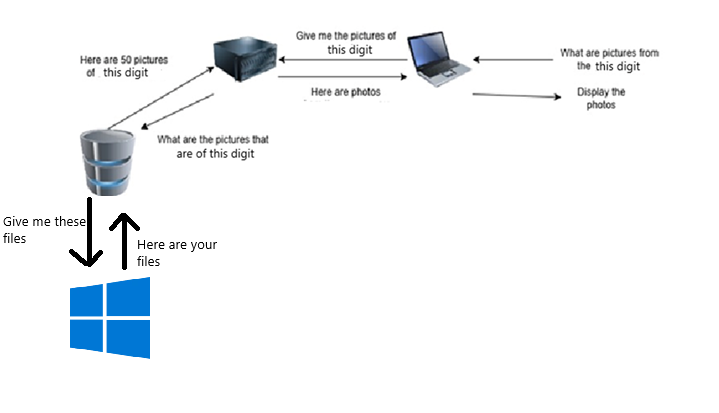 Give me the pictures of
this digit
What are pictures from
the this digit
Here are 50 pictures
of this digit
Here are photos
Display the
photos
What are the pictures that
are of this digit
Give me these
files
Here are your
files